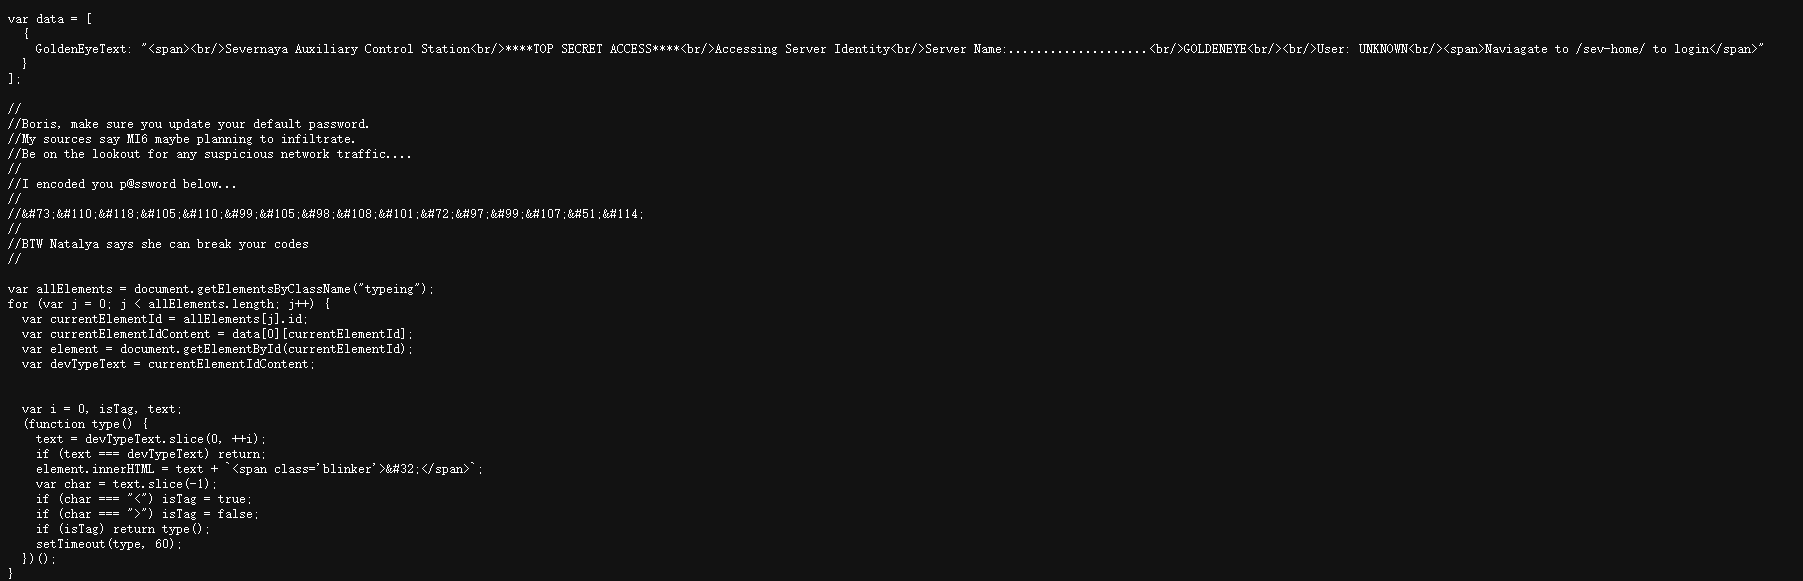 var data = [
  {
    GoldenEyeText: "<span><br/>Severnaya Auxiliary Control Station<br/>****TOP SECRET ACCESS****<br/>Accessing Server Identity<br/>Server Name:....................<br/>GOLDENEYE<br/><br/>User: UNKNOWN<br/><span>Naviagate to /sev-home/ to login</span>"
  }
];

//
//Boris, make sure you update your default password.
//My sources say MI6 maybe planning to infiltrate.
//Be on the lookout for any suspicious network traffic....
//
//I encoded you p@ssword below...
//
//&#73;&#110;&#118;&#105;&#110;&#99;&#105;&#98;&#108;&#101;&#72;&#97;&#99;&#107;&#51;&#114;
//
//BTW Natalya says she can break your codes
//

var allElements = document.getElementsByClassName("typeing");
for (var j = 0; j < allElements.length; j++) {
  var currentElementId = allElements[j].id;
  var currentElementIdContent = data[0][currentElementId];
  var element = document.getElementById(currentElementId);
  var devTypeText = currentElementIdContent;


  var i = 0, isTag, text;
  (function type() {
    text = devTypeText.slice(0, ++i);
    if (text === devTypeText) return;
    element.innerHTML = text + `<span class='blinker'>&#32;</span>`;
    var char = text.slice(-1);
    if (char === "<") isTag = true;
    if (char === ">") isTag = false;
    if (isTag) return type();
    setTimeout(type, 60);
  })();
}